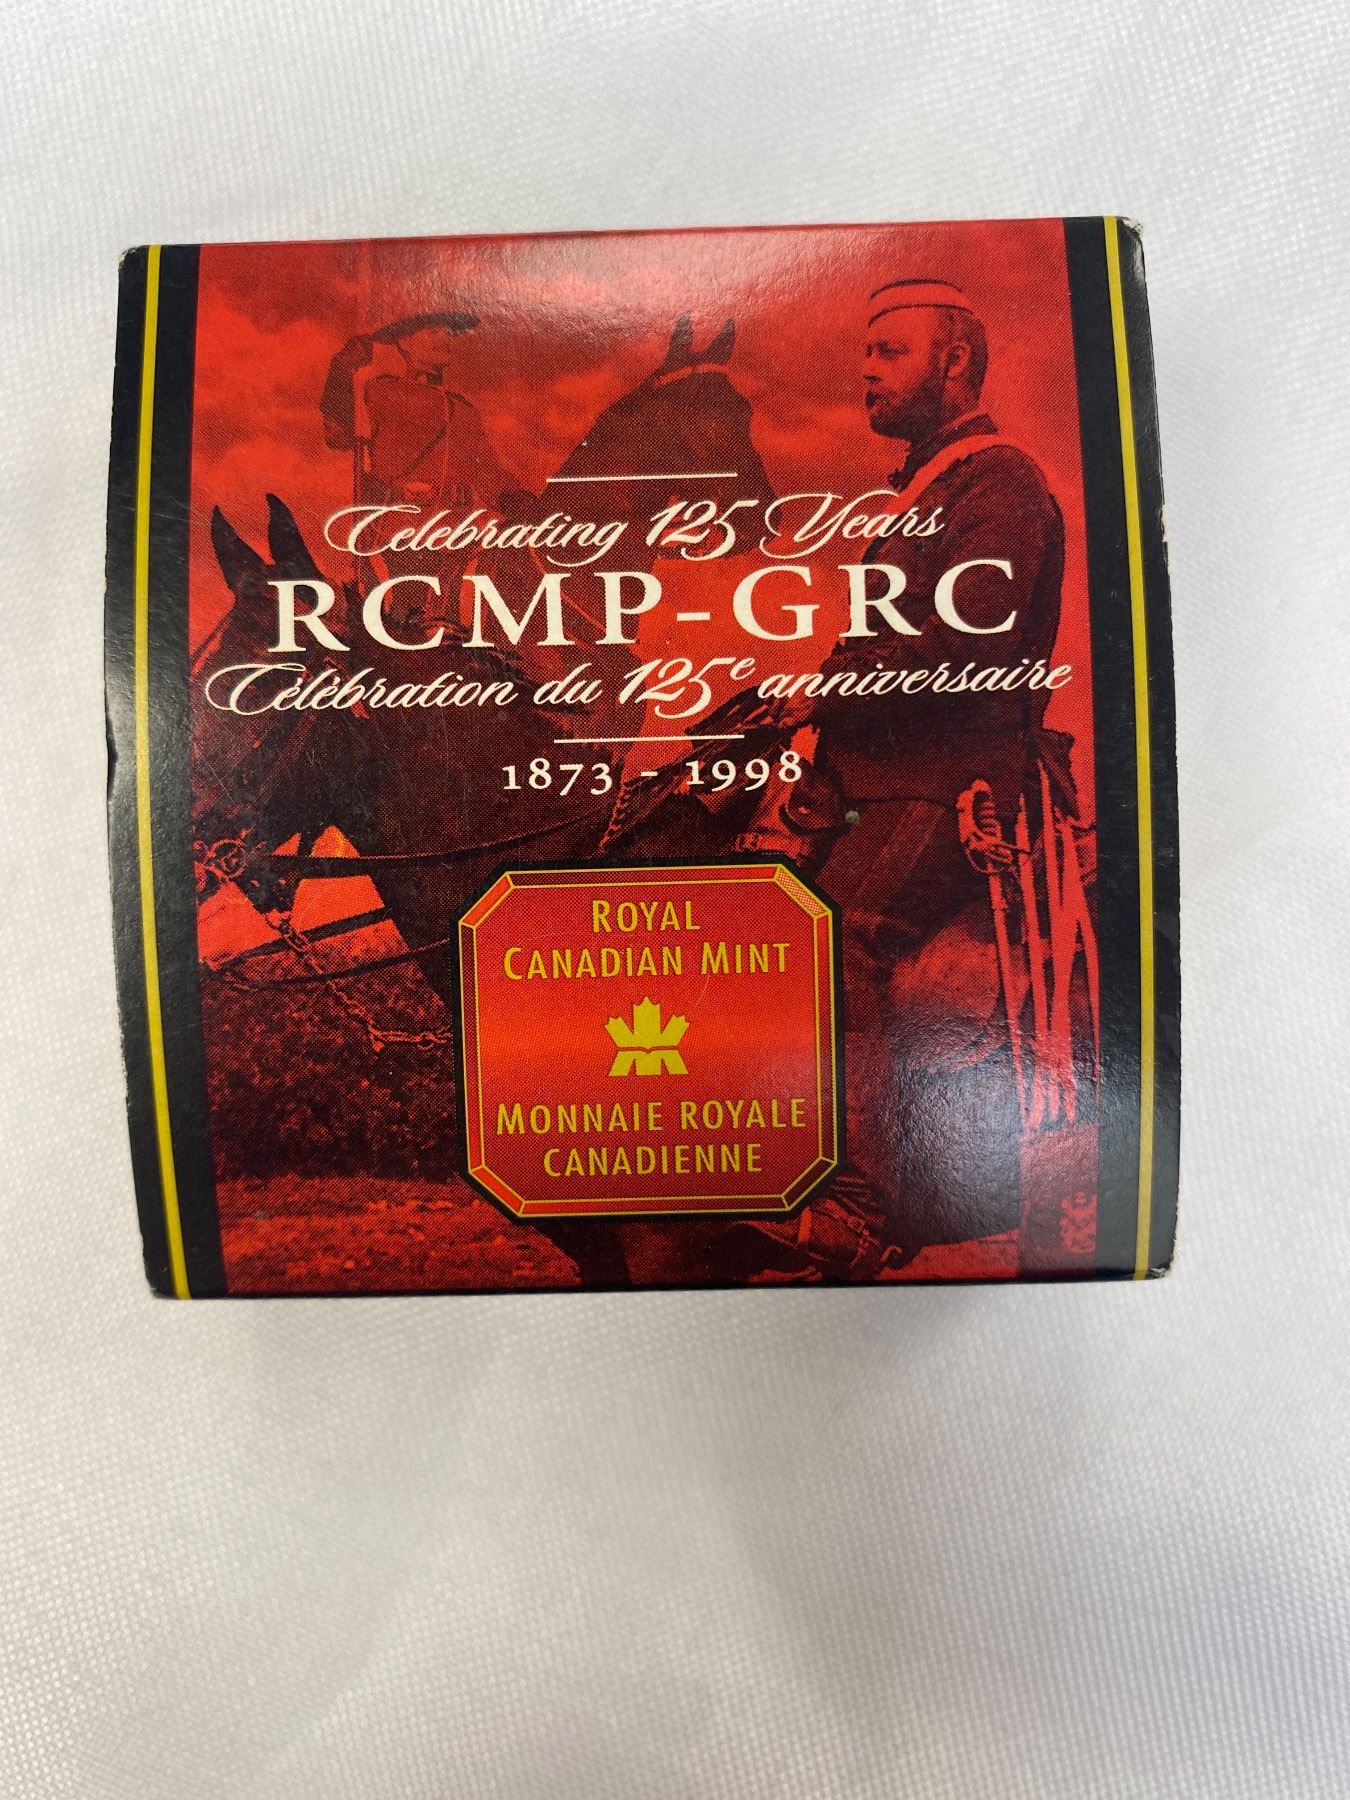 Celebrating 125 Years
RCMP-GRC
Célébration du 125e anniversaire
1873 - 1998
ROYAL
CANADIAN MINT
MONNAIE ROYALE
CANADIENNE